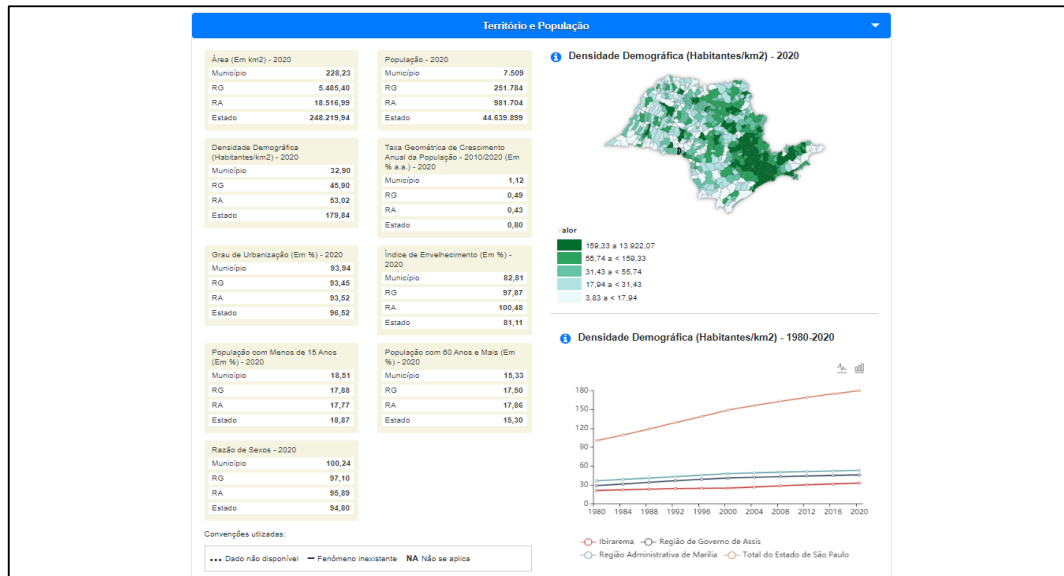 Território e População
Área (Em km2) - 2020
Município 228,23
RG 5.485,40
RA 18.516,99
Estado 248.219,94
População - 2020
Município 7.509
RG 251.784
RA 981.704
Estado 44.639.899
Densidade Demográfica
(Habitantes/km2) - 2020
Município 32,90
RG 45,90
RA 53,02
Estado 179,84
Taxa Geométrica de Crescimento
Anual da População - 2010/2020 (Em
% a.a.) - 2020
Município 1,12
RG 0,49
RA 0,43
Estado 0,80
Grau de Urbanização (Em %) - 2020
Município 93,94
RG 93,45
RA 93,52
Estado 96,52
Índice de Envelhecimento (Em %) -
2020
Município 82,81
RG 97,87
RA 100,48
Estado 81,11
População com Menos de 15 Anos
(Em %) - 2020
Município 18,51
RG 17,88
RA 17,77
Estado 18,87
População com 60 Anos e Mais (Em
%) - 2020
Município 15,33
RG 17,50
RA 17,86
Estado 15,30
Razão de Sexos - 2020
Município 100,24
RG 97,10
RA 95,89
Estado 94,80
Convenções utlizadas:
... Dado não disponível — Fenômeno inexistente NA Não se aplica
Densidade Demográfica (Habitantes/km2) - 2020
Valor
159,33 a 13.922,07
55,74 a < 159,33
31,43 a < 55,74
17,94 a < 31,43
3,83 a < 17,94
Densidade Demográfica (Habitantes/km2) - 1980-2020
180
150
120
90
60
30
0
1980 1984 1988 1992 1996 2000 2004 2008 2012 2016 2020
Ibirarema Região de Governo de Assis
Região Administrativa de Marília Total do Estado de São Paulo